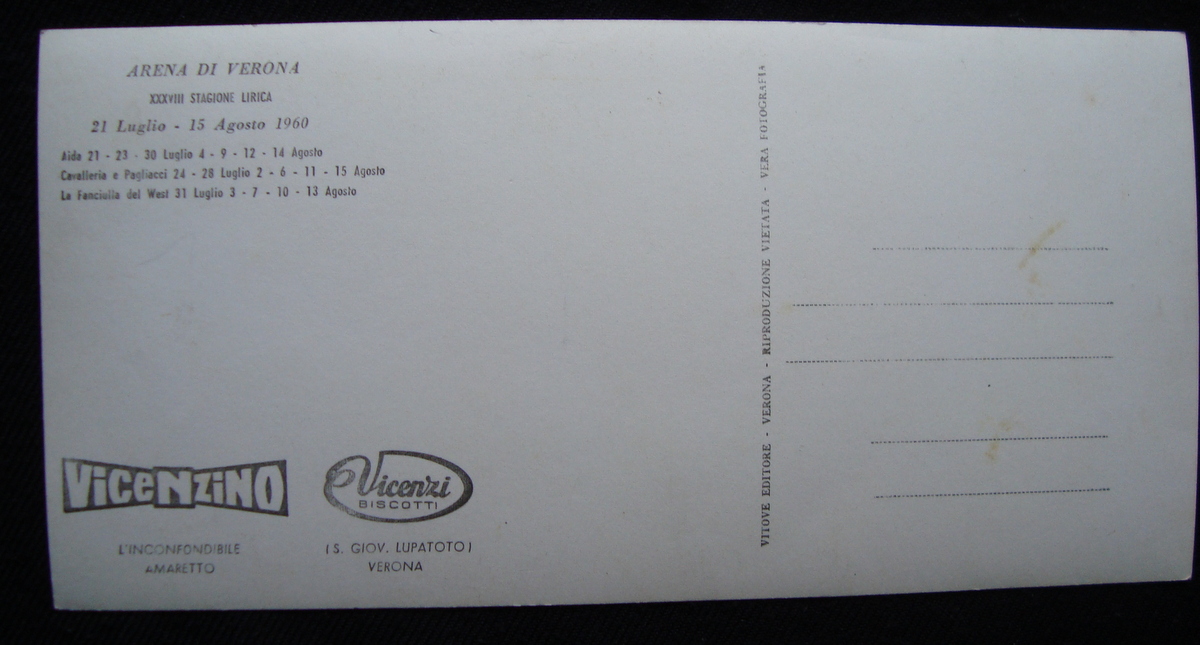 ARENA DI VERONA
XXXVIII STAGIONE LIRICA
21 Luglio - 15 Agosto 1960
Aida 21 - 23 - 30 Luglio 4 - 9 - 12 - 14 Agosto
Cavalleria e Pagliacci 24 - 28 Luglio 2 - 6 - 11 - 15 Agosto
La Fanciulla del West 31 Luglio 3 - 7 - 10 - 13 Agosto
VICENZINO
L'INCONFONDIBILE
AMARETTO
Vicenzi
BISCOTTI
(S. GIOV. LUPATOTO)
VERONA
VITOVE EDITORE - VERONA - RIPRODUZIONE VIETATA - VERA FOTOGRAFIA